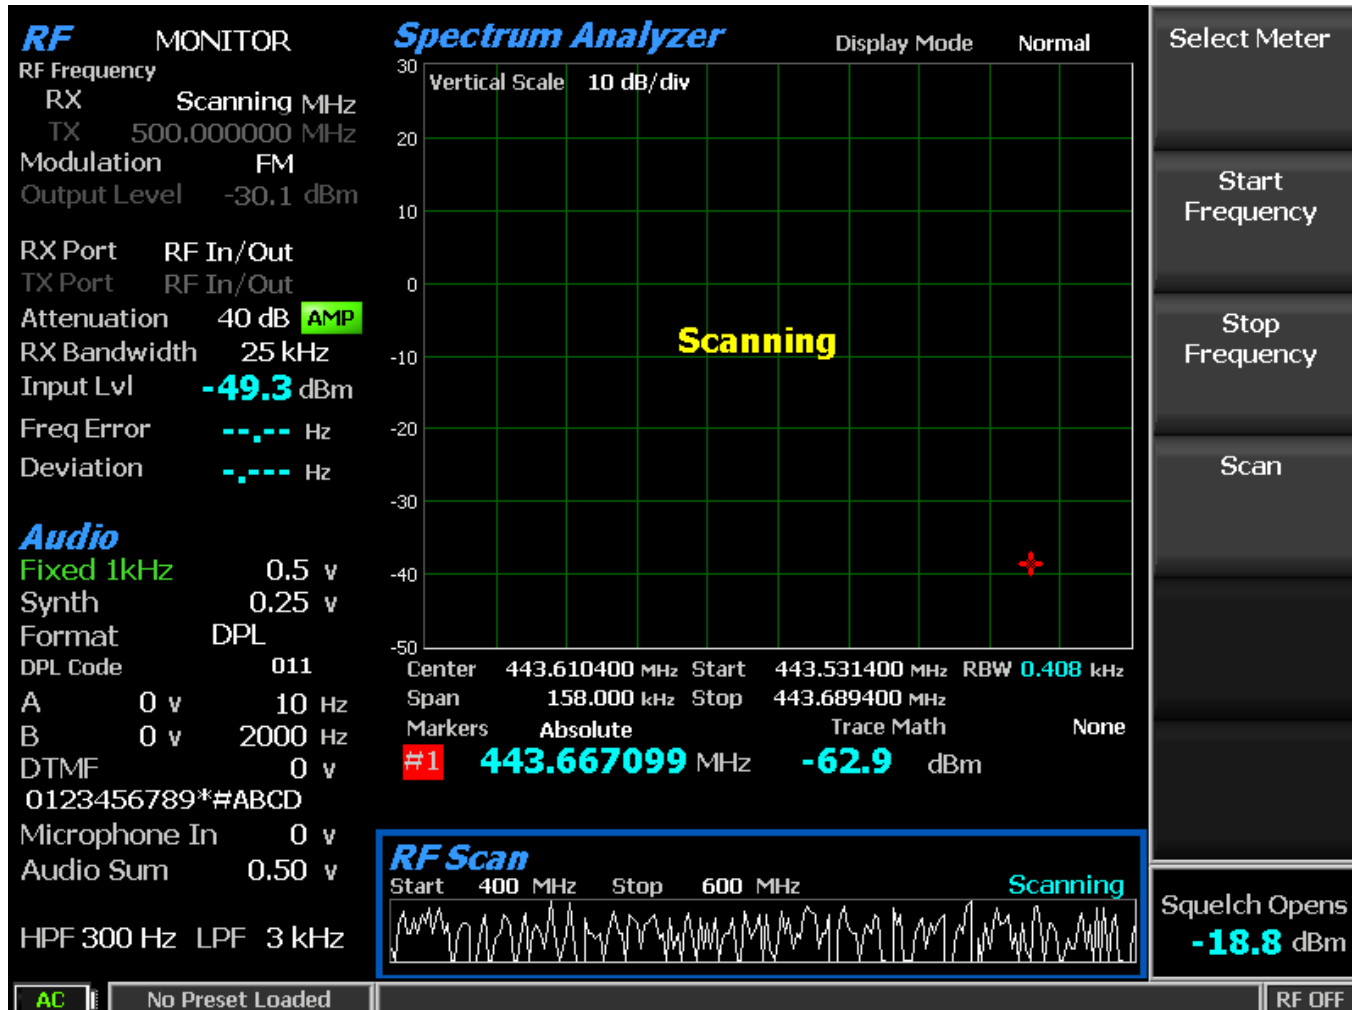 RF MONITOR
RF Frequency
RX Scanning MHz
TX 500.000000 MHz
Modulation FM
Output Level -30.1 dBm
RX Port RF In/Out
TX Port RF In/Out
Attenuation 40 dB AMP
RX Bandwidth 25 kHz
Input Lvl -49.3 dBm
Freq Error --.-- Hz
Deviation -.--- Hz
Audio
Fixed 1kHz 0.5 v
Synth 0.25 v
Format DPL
DPL Code 011
A 0 v 10 Hz
B 0 v 2000 Hz
DTMF 0 v
0123456789*#ABCD
Microphone In 0 v
Audio Sum 0.50 v
HPF 300 Hz LPF 3 kHz
Spectrum Analyzer Display Mode Normal
Vertical Scale 10 dB/div
30
20
10
0
-10
-20
-30
-40
-50
Scanning
Center 443.610400 MHz Start 443.531400 MHz RBW 0.408 kHz
Span 158.000 kHz Stop 443.689400 MHz
Markers Absolute Trace Math None
#1 443.667099 MHz -62.9 dBm
RF Scan
Start 400 MHz Stop 600 MHz Scanning
Select Meter
Start
Frequency
Stop
Frequency
Scan
Squelch Opens
-18.8 dBm
AC No Preset Loaded RF OFF